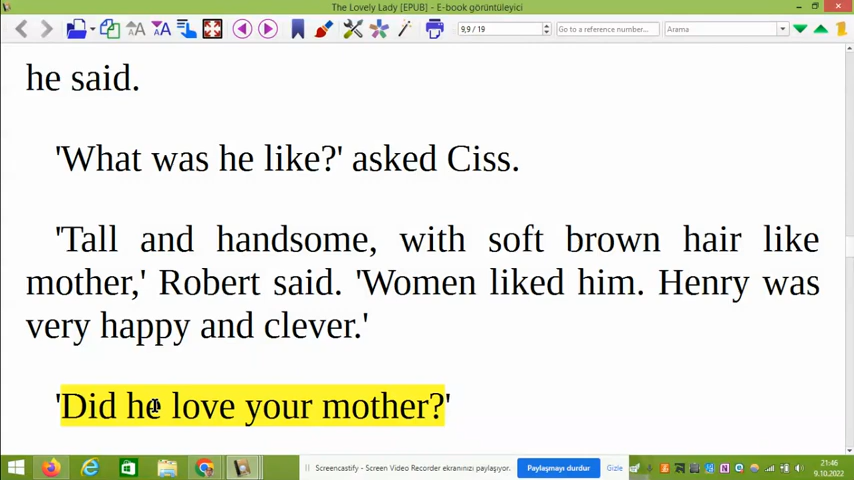 The Lovely Lady [EPUB] - E-book görüntüleyici
9,9 / 19
Go to a reference number...
Arama
he said.
'What was he like?' asked Ciss.
'Tall and handsome, with soft brown hair like
mother,' Robert said. 'Women liked him. Henry was
very happy and clever.'
'Did he love your mother?'
Screencastify - Screen Video Recorder ekranınızı paylaşıyor.
Paylaşmayı durdur
Gizle
21:46
9.10.2022